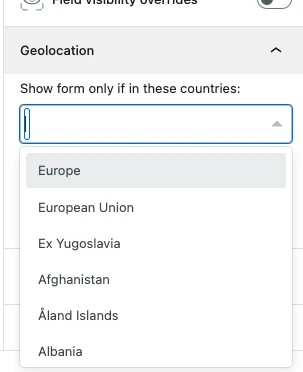 Field visibility overrides
Geolocation
Show form only if in these countries:
Europe
European Union
Ex Yugoslavia
Afghanistan
Åland Islands
Albania